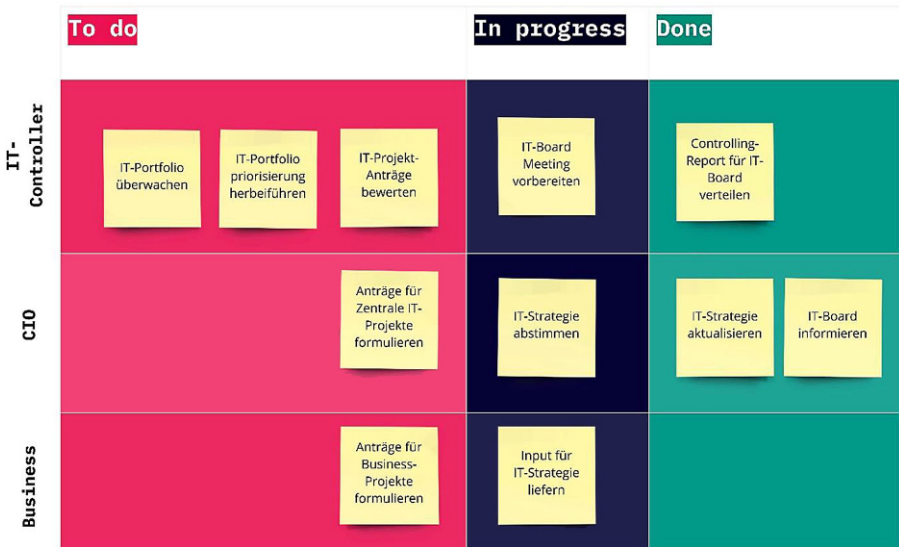 To do
In progress
Done
IT-
Controller
IT-Portfolio
überwachen
IT-Portfolio
priorisierung
herbeiführen
IT-Projekt-
Anträge
bewerten
IT-Board
Meeting
vorbereiten
Controlling-
Report für IT-
Board
verteilen
CIO
Anträge für
Zentrale IT-
Projekte
formulieren
IT-Strategie
abstimmen
IT-Strategie
aktualisieren
IT-Board
informieren
Business
Anträge für
Business-
Projekte
formulieren
Input für
IT-Strategie
liefern